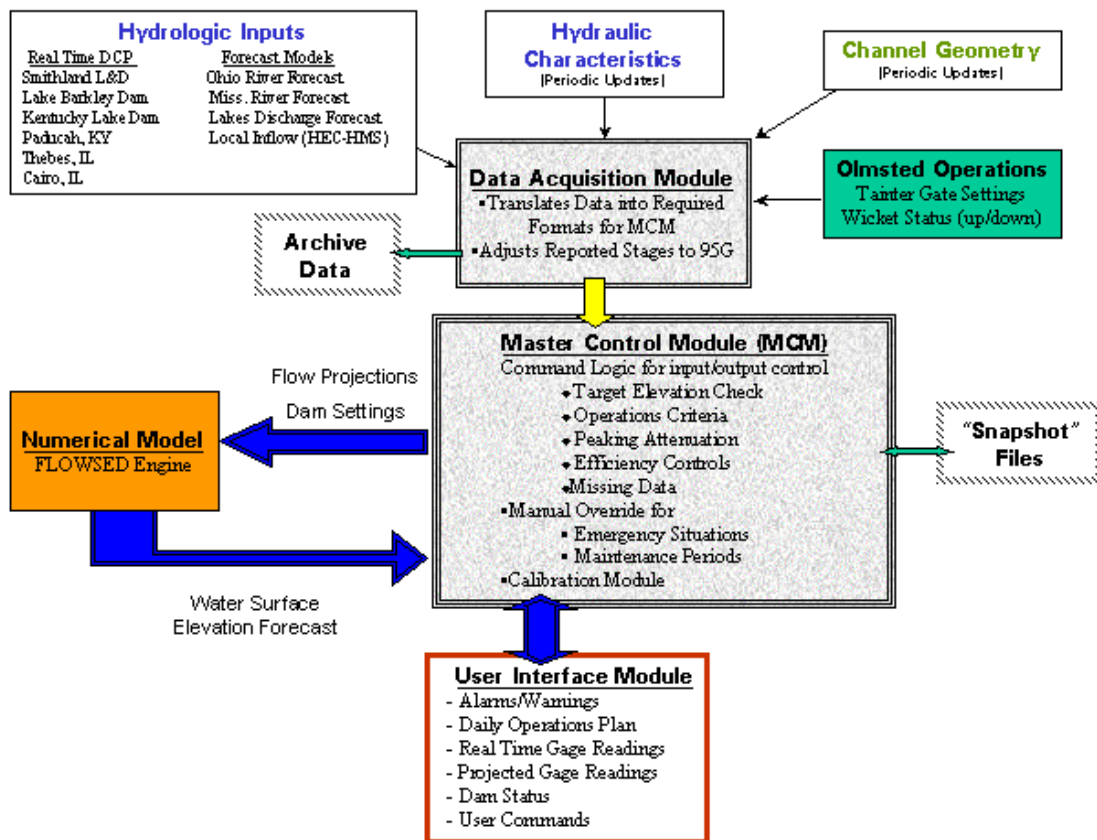 Hydrologic Inputs
Real Time DCP
Smithland L&D
Lake Barkley Dam
Kentucky Lake Dam
Paducah, KY
Thebes, IL
Cairo, IL
Forecast Models
Ohio River Forecast
Miss. River Forecast
Lakes Discharge Forecast
Local Inflow (HEC-HMS)
Hydraulic
Characteristics
(Periodic Updates)
Channel Geometry
(Periodic Updates)
Data Acquisition Module
▪Translates Data into Required
Formats for MCM
▪Adjusts Reported Stages to 95G
Olmsted Operations
Tainter Gate Settings
Wicket Status (up/down)
Archive
Data
Master Control Module (MCM)
Command Logic for input/output control
◆Target Elevation Check
◆Operations Criteria
◆Peaking Attenuation
◆Efficiency Controls
◆Missing Data
▪Manual Override for
▪ Emergency Situations
▪ Maintenance Periods
▪Calibration Module
Flow Projections
Dam Settings
Numerical Model
FLOWSED Engine
"Snapshot"
Files
Water Surface
Elevation Forecast
User Interface Module
- Alarms/Warnings
- Daily Operations Plan
- Real Time Gage Readings
- Projected Gage Readings
- Dam Status
- User Commands